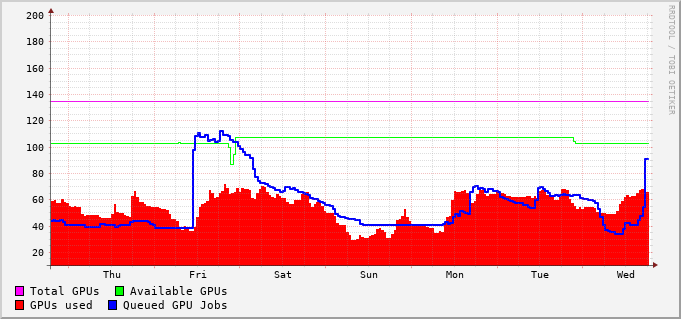 200
180
160
140
120
100
80
60
40
20
Thu Fri Sat Sun Mon Tue Wed
Total GPUs Available GPUs
GPUs used Queued GPU Jobs
RRDTOOL / TOBI OETIKER